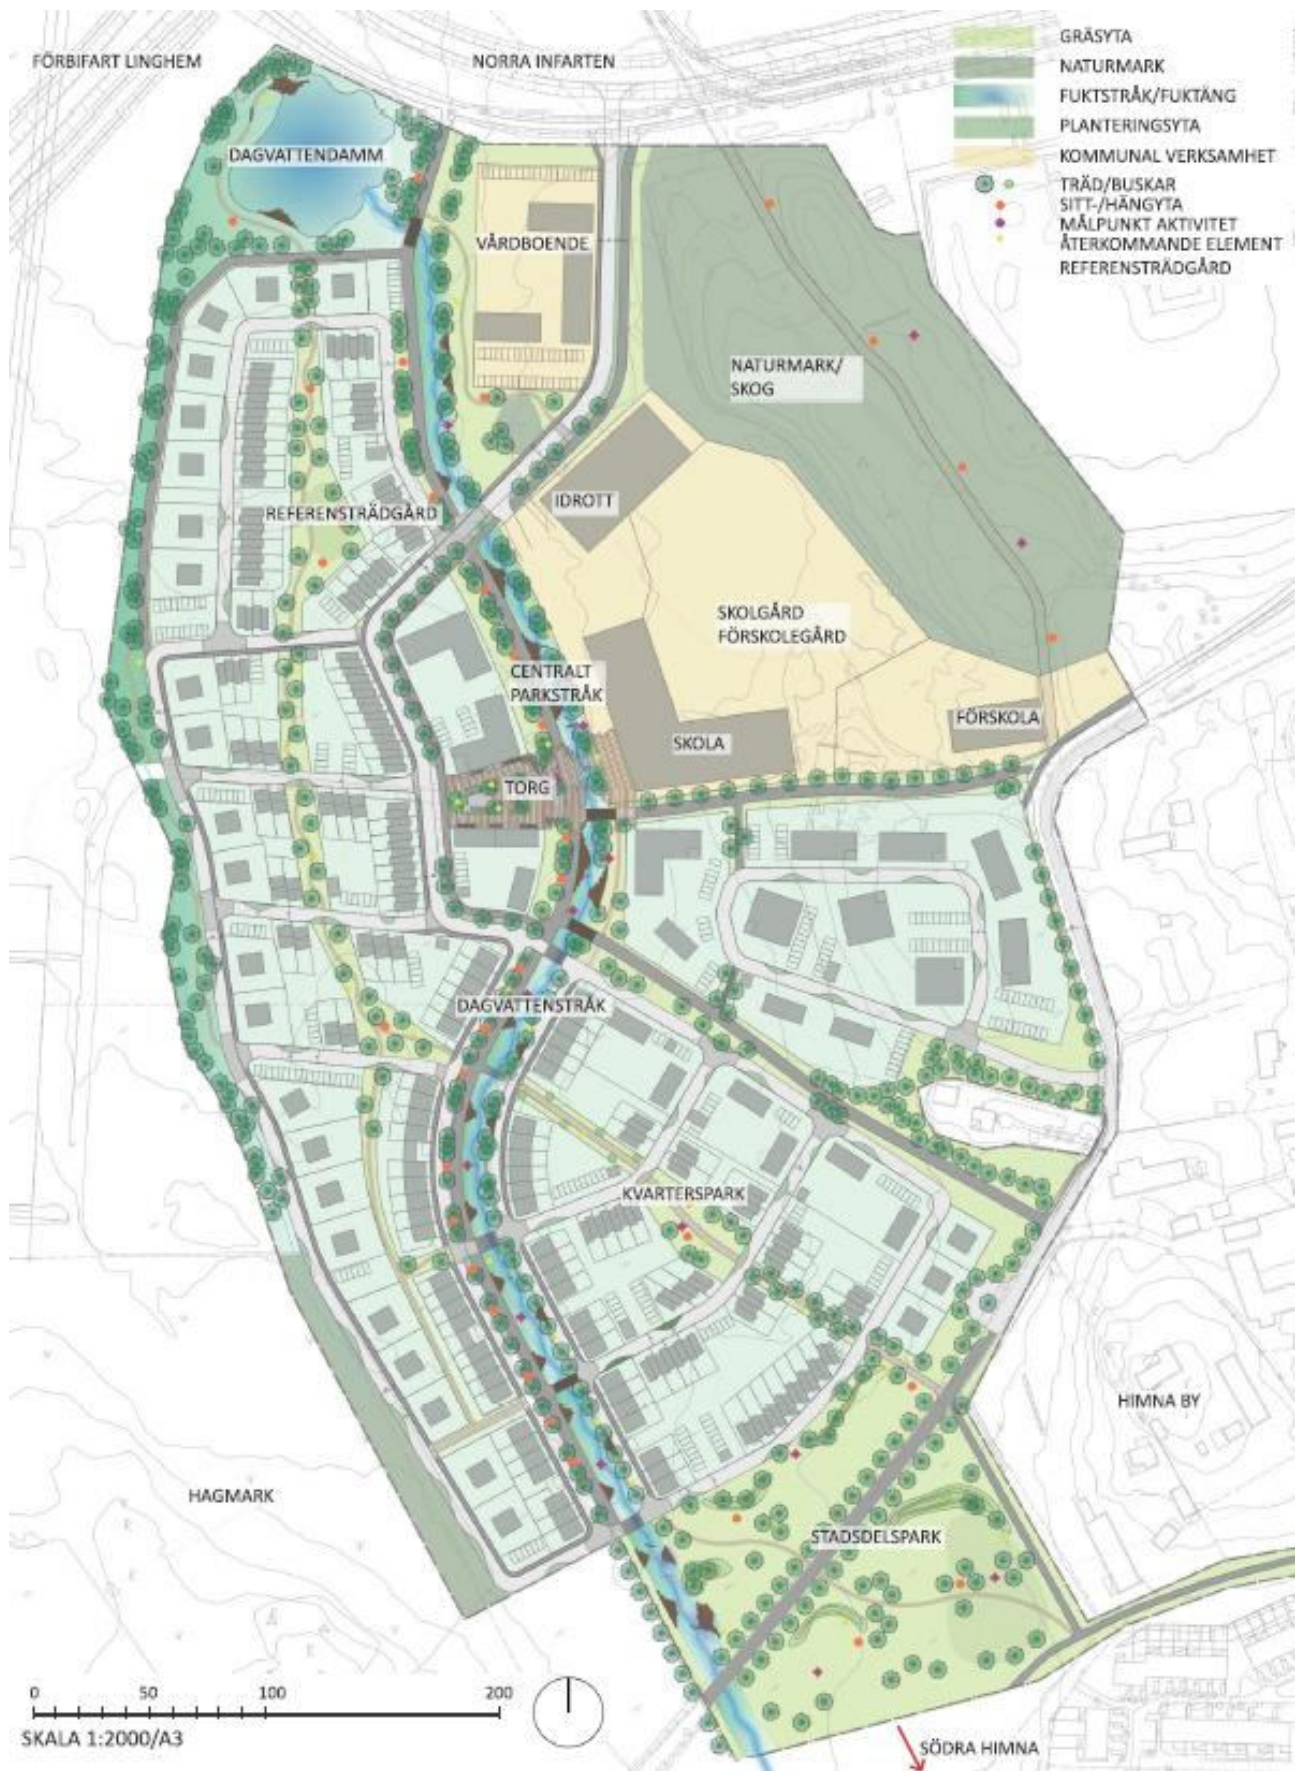 FÖRBIFART LINGHEM
NORRA INFARTEN
GRÄSYTA
NATURMARK
FUKTSTRÅK/FUKTÄNG
PLANTERINGSYTA
KOMMUNAL VERKSAMHET
TRÄD/BUSKAR
SITT-/HÄNGYTA
MÅLPUNKT AKTIVITET
ÅTERKOMMANDE ELEMENT
REFERENSTRÄDGÅRD
DAGVATTENDAMM
VÅRDBOENDE
NATURMARK/
SKOG
IDROTT
REFERENSTRÄDGÅRD
SKOLGÅRD
FÖRSKOLEGÅRD
CENTRALT
PARKSTRÅK
FÖRSKOLA
SKOLA
TORG
DAGVATTENSTRÅK
KVARTERSPARK
HIMNA BY
HAGMARK
STADSDELSPARK
0 50 100 200
SKALA 1:2000/A3
SÖDRA HIMNA